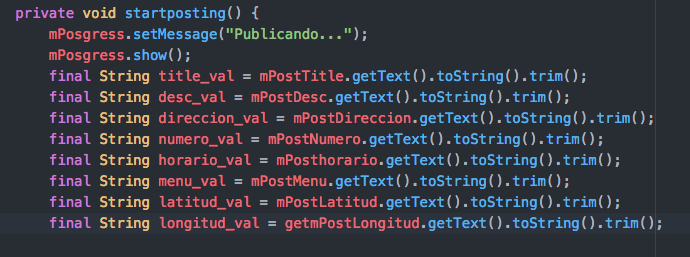 private void startposting() {
mPosgress.setMessage("Publicando...");
mPosgress.show();
final String title_val = mPostTitle.getText().toString().trim();
final String desc_val = mPostDesc.getText().toString().trim();
final String direccion_val = mPostDireccion.getText().toString().trim();
final String numero_val = mPostNumero.getText().toString().trim();
final String horario_val = mPosthorario.getText().toString().trim();
final String menu_val = mPostMenu.getText().toString().trim();
final String latitud_val = mPostLatitud.getText().toString().trim();
final String longitud_val = getmPostLongitud.getText().toString().trim();